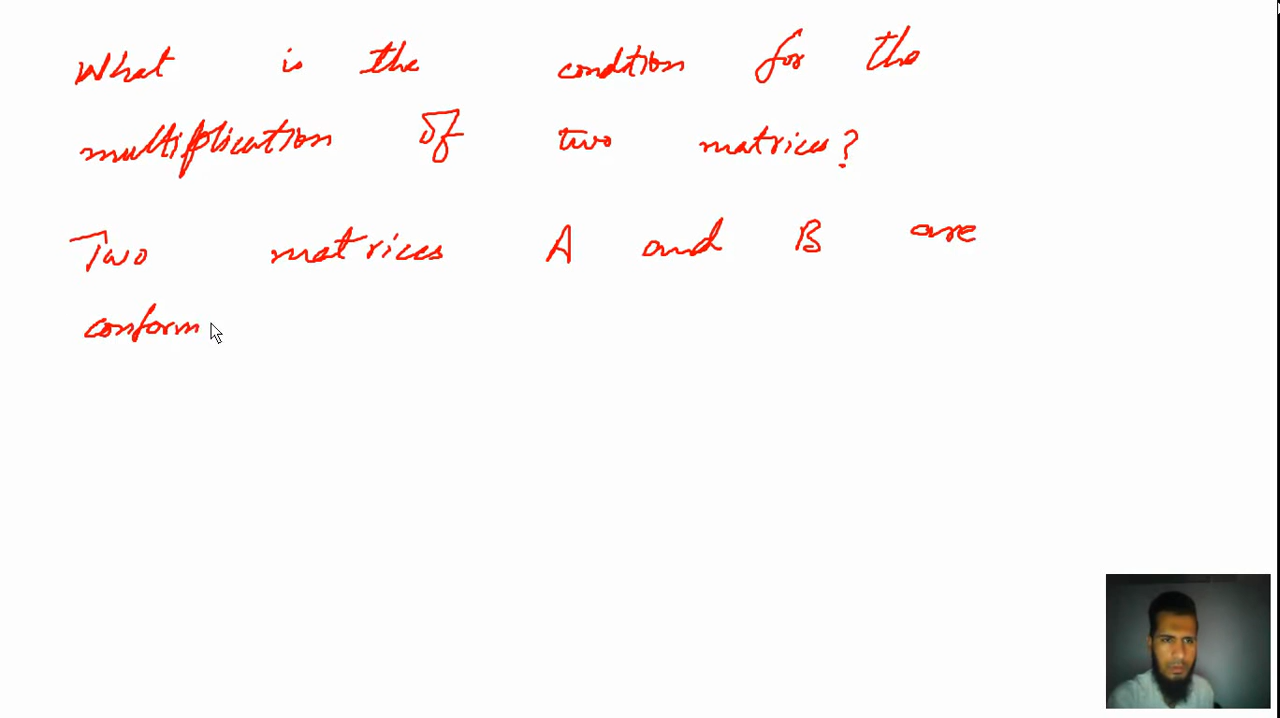 What is the condition for the
multiplication of two matrices?
Two matrices A and B are
conform